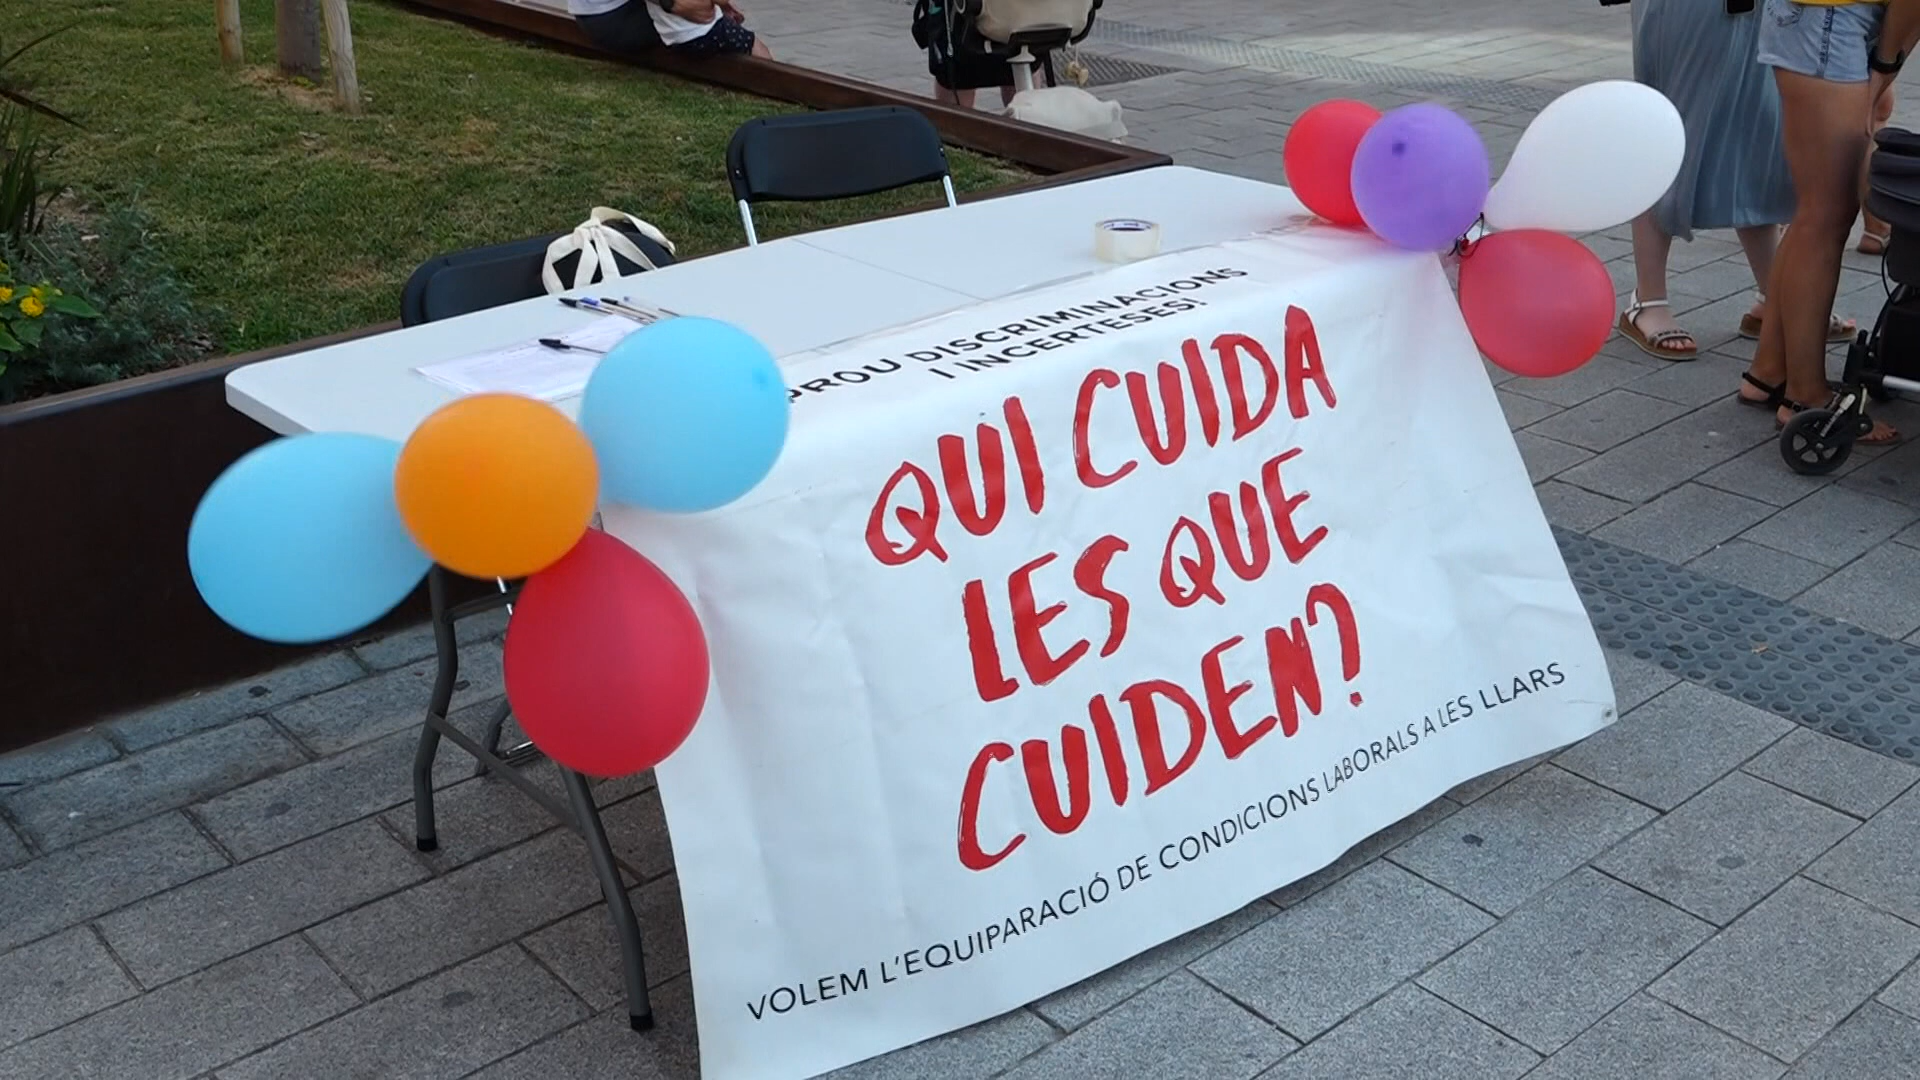 PROU DISCRIMINACIONS
I INCERTESES!
QUI CUIDA
LES QUE
CUIDEN?
VOLEM L'EQUIPARACIÓ DE CONDICIONS LABORALS A LES LLARS